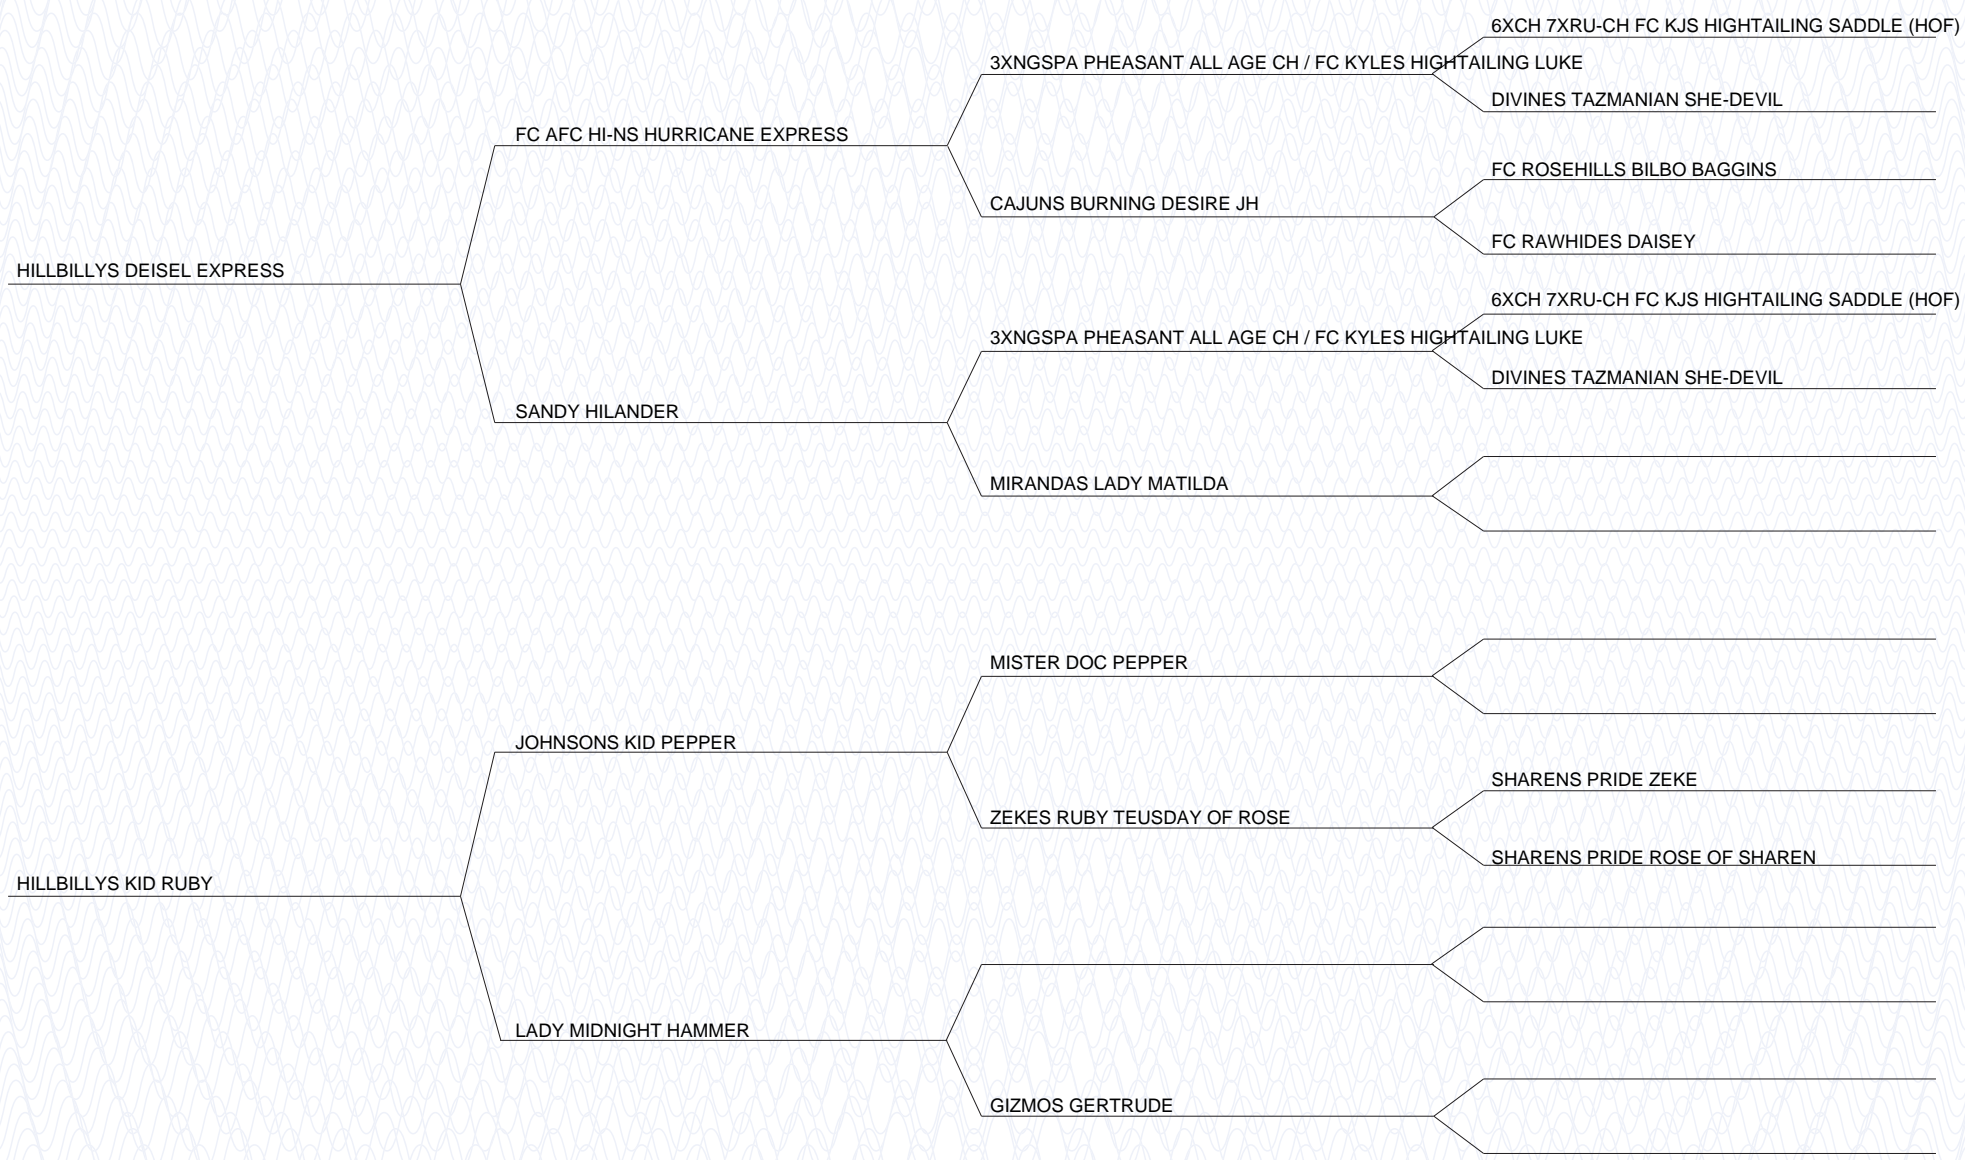 6XCH 7XRU-CH FC KJS HIGHTAILING SADDLE (HOF)
3XNGSPA PHEASANT ALL AGE CH / FC KYLES HIGHTAILING LUKE
DIVINES TAZMANIAN SHE-DEVIL
FC AFC HI-NS HURRICANE EXPRESS
FC ROSEHILLS BILBO BAGGINS
CAJUNS BURNING DESIRE JH
FC RAWHIDES DAISEY
HILLBILLYS DEISEL EXPRESS
6XCH 7XRU-CH FC KJS HIGHTAILING SADDLE (HOF)
3XNGSPA PHEASANT ALL AGE CH / FC KYLES HIGHTAILING LUKE
DIVINES TAZMANIAN SHE-DEVIL
SANDY HILANDER
MIRANDAS LADY MATILDA
MISTER DOC PEPPER
JOHNSONS KID PEPPER
SHARENS PRIDE ZEKE
ZEKES RUBY TEUSDAY OF ROSE
SHARENS PRIDE ROSE OF SHAREN
HILLBILLYS KID RUBY
LADY MIDNIGHT HAMMER
GIZMOS GERTRUDE